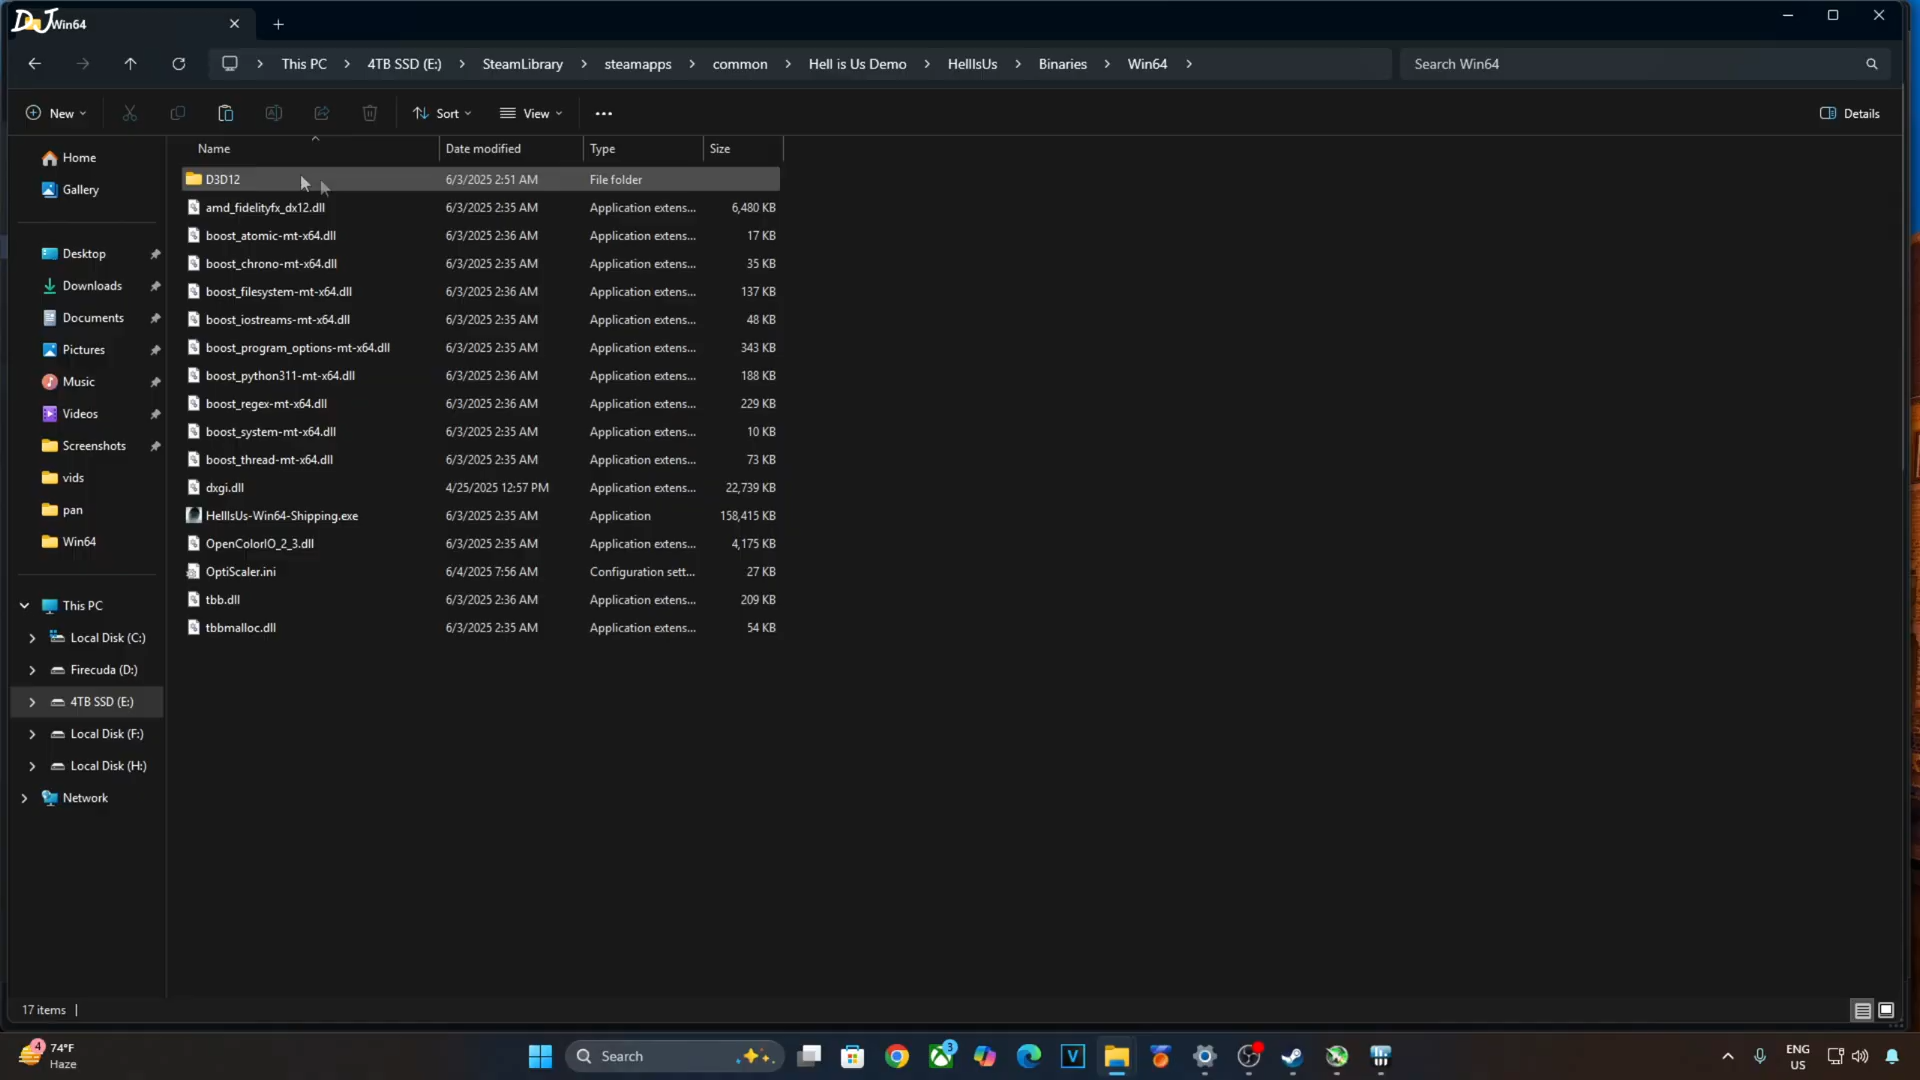 DJ Win64
This PC 4TB SSD (E:) SteamLibrary steamapps common Hell is Us Demo HellIsUs Binaries Win64
Search Win64
New Sort View Details
Name Date modified Type Size
D3D12 6/3/2025 2:51 AM File folder
amd_fidelityfx_dx12.dll 6/3/2025 2:35 AM Application extens... 6,480 KB
boost_atomic-mt-x64.dll 6/3/2025 2:36 AM Application extens... 17 KB
boost_chrono-mt-x64.dll 6/3/2025 2:35 AM Application extens... 35 KB
boost_filesystem-mt-x64.dll 6/3/2025 2:36 AM Application extens... 137 KB
boost_iostreams-mt-x64.dll 6/3/2025 2:35 AM Application extens... 48 KB
boost_program_options-mt-x64.dll 6/3/2025 2:35 AM Application extens... 343 KB
boost_python311-mt-x64.dll 6/3/2025 2:36 AM Application extens... 188 KB
boost_regex-mt-x64.dll 6/3/2025 2:36 AM Application extens... 229 KB
boost_system-mt-x64.dll 6/3/2025 2:35 AM Application extens... 10 KB
boost_thread-mt-x64.dll 6/3/2025 2:35 AM Application extens... 73 KB
dxgi.dll 4/25/2025 12:57 PM Application extens... 22,739 KB
HellIsUs-Win64-Shipping.exe 6/3/2025 2:35 AM Application 158,415 KB
OpenColorIO_2_3.dll 6/3/2025 2:35 AM Application extens... 4,175 KB
OptiScaler.ini 6/4/2025 7:56 AM Configuration sett... 27 KB
tbb.dll 6/3/2025 2:36 AM Application extens... 209 KB
tbbmalloc.dll 6/3/2025 2:35 AM Application extens... 54 KB
Home
Gallery
Desktop
Downloads
Documents
Pictures
Music
Videos
Screenshots
vids
pan
Win64
This PC
Local Disk (C:)
Firecuda (D:)
4TB SSD (E:)
Local Disk (F:)
Local Disk (H:)
Network
17 items
4
74°F
Haze
Search
3
V
ENG
US